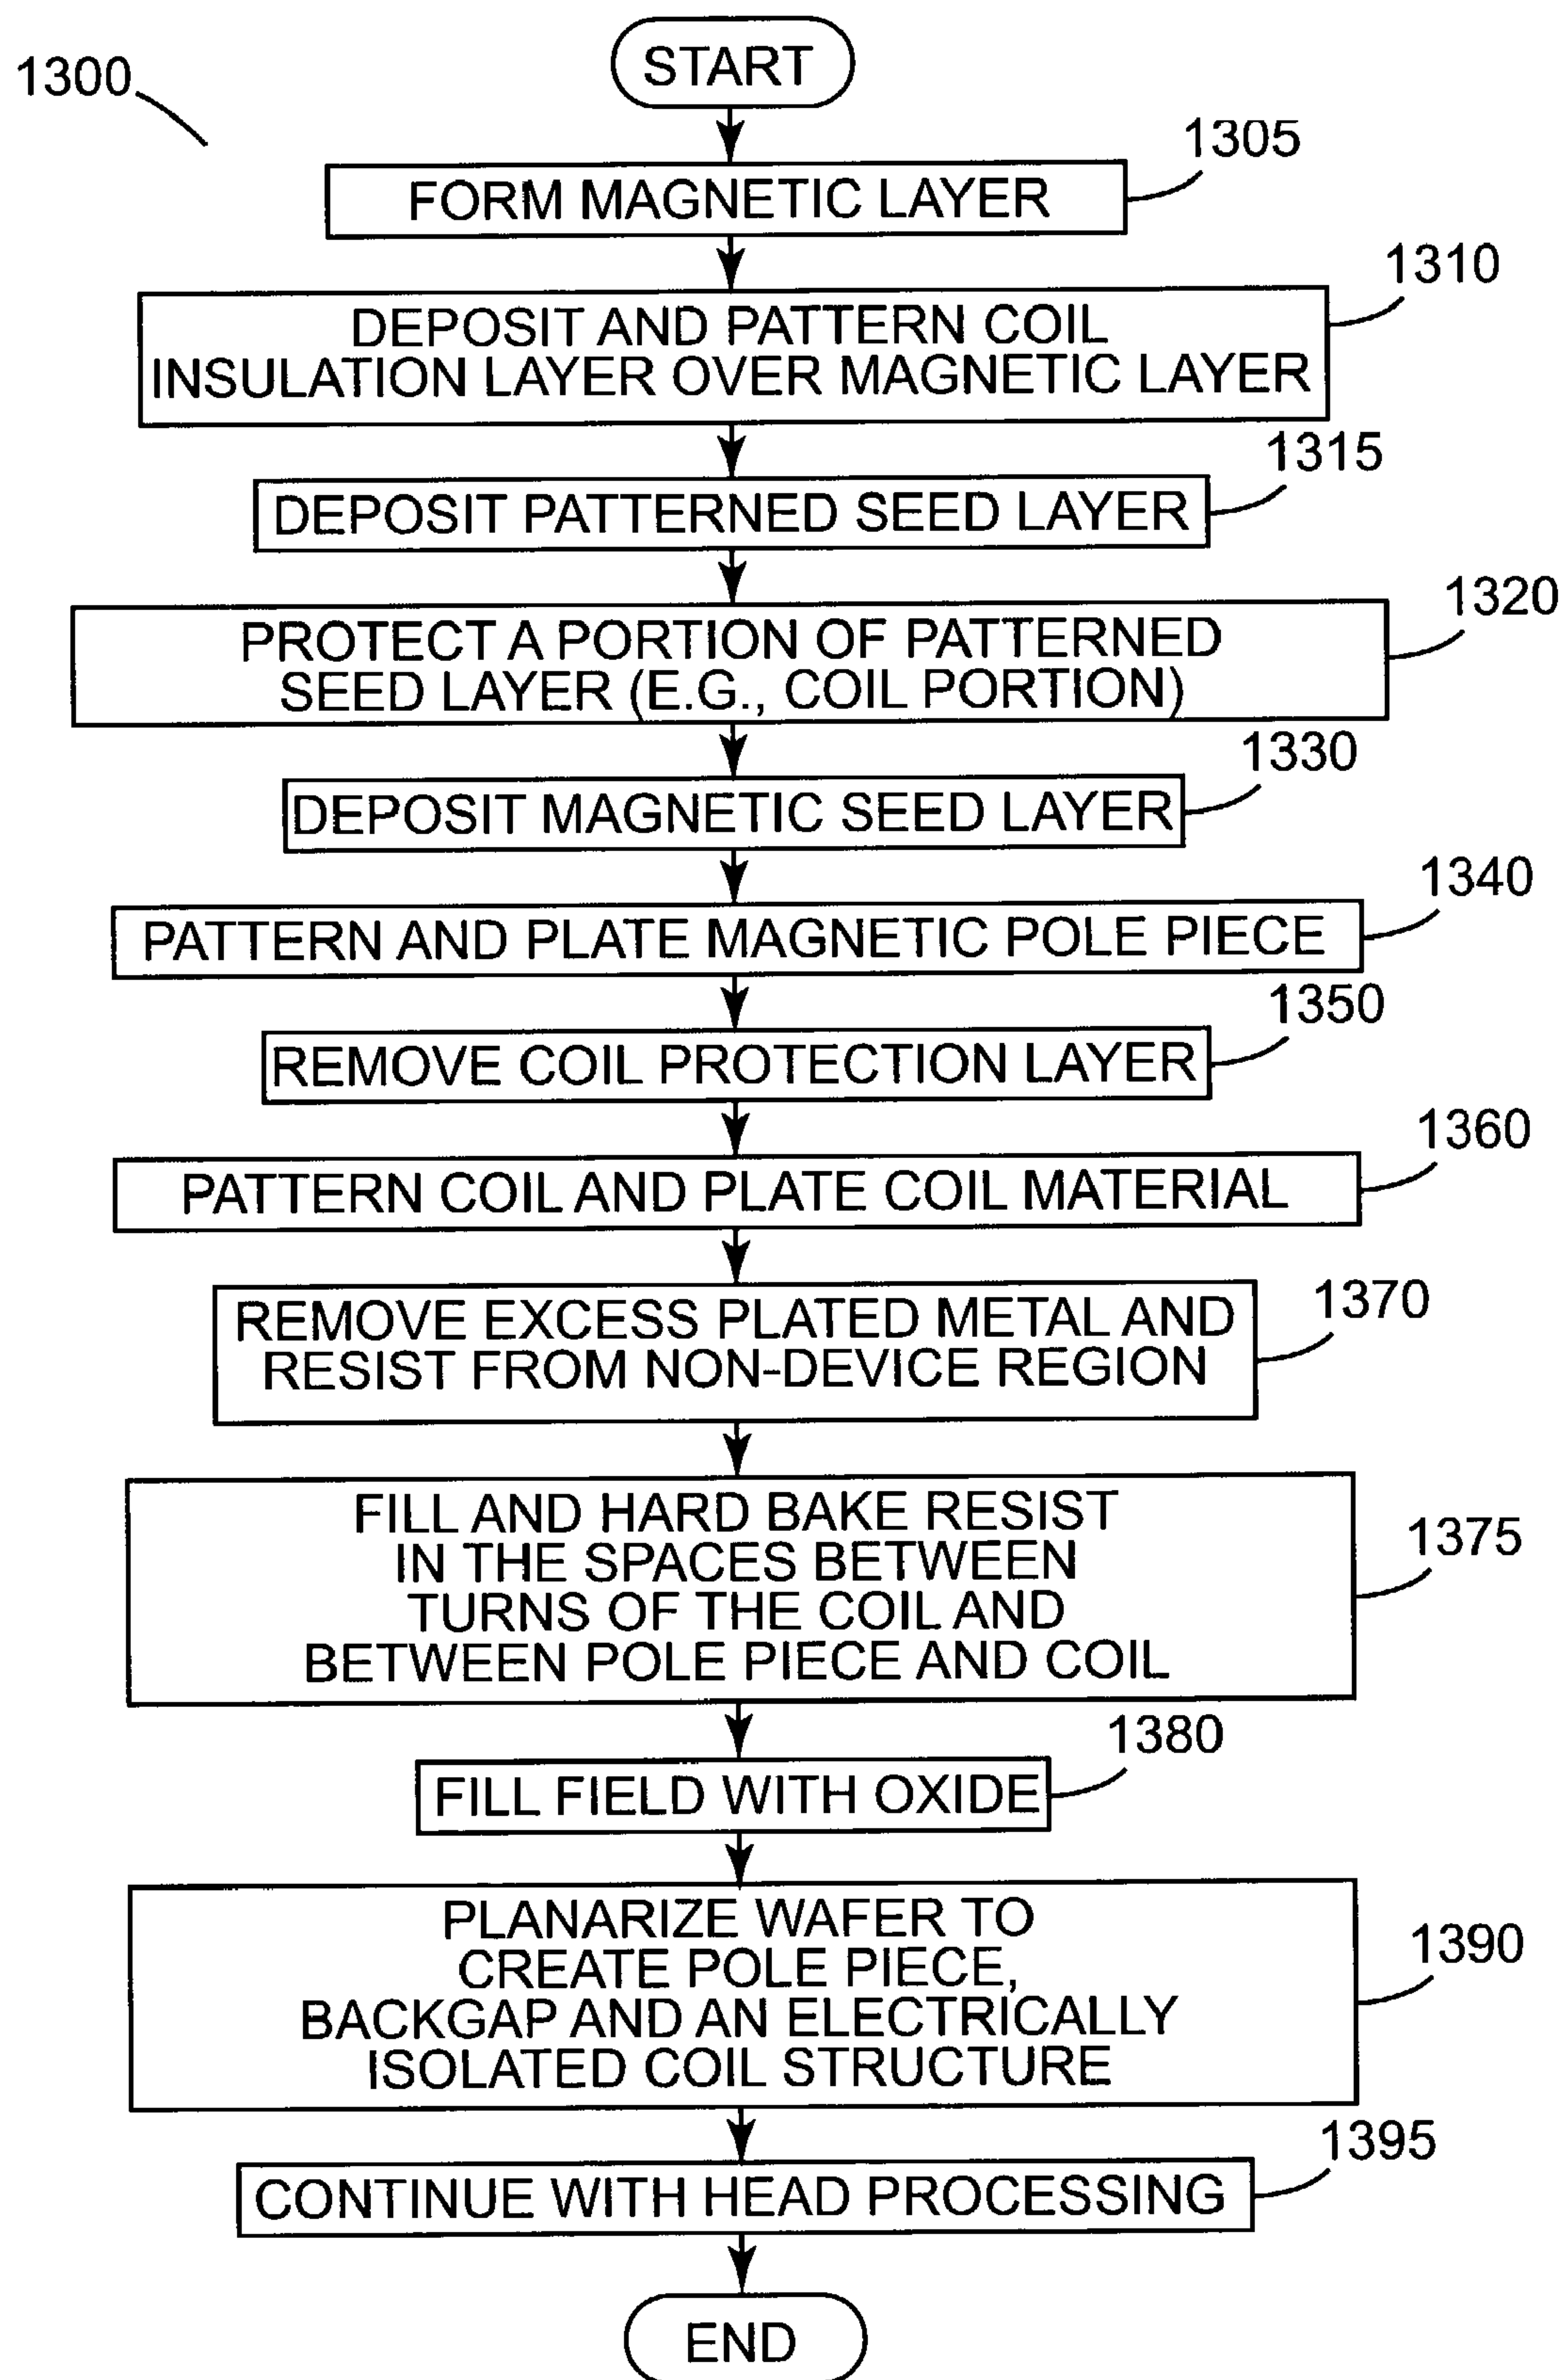 START
1300
1305
FORM MAGNETIC LAYER
1310
DEPOSIT AND PATTERN COIL
INSULATION LAYER OVER MAGNETIC LAYER
1315
DEPOSIT PATTERNED SEED LAYER
1320
PROTECT A PORTION OF PATTERNED
SEED LAYER (E.G., COIL PORTION)
1330
DEPOSIT MAGNETIC SEED LAYER
1340
PATTERN AND PLATE MAGNETIC POLE PIECE
1350
REMOVE COIL PROTECTION LAYER
1360
PATTERN COIL AND PLATE COIL MATERIAL
1370
REMOVE EXCESS PLATED METAL AND
RESIST FROM NON-DEVICE REGION
1375
FILL AND HARD BAKE RESIST
IN THE SPACES BETWEEN
TURNS OF THE COIL AND
BETWEEN POLE PIECE AND COIL
1380
FILL FIELD WITH OXIDE
1390
PLANARIZE WAFER TO
CREATE POLE PIECE,
BACKGAP AND AN ELECTRICALLY
ISOLATED COIL STRUCTURE
1395
CONTINUE WITH HEAD PROCESSING
END